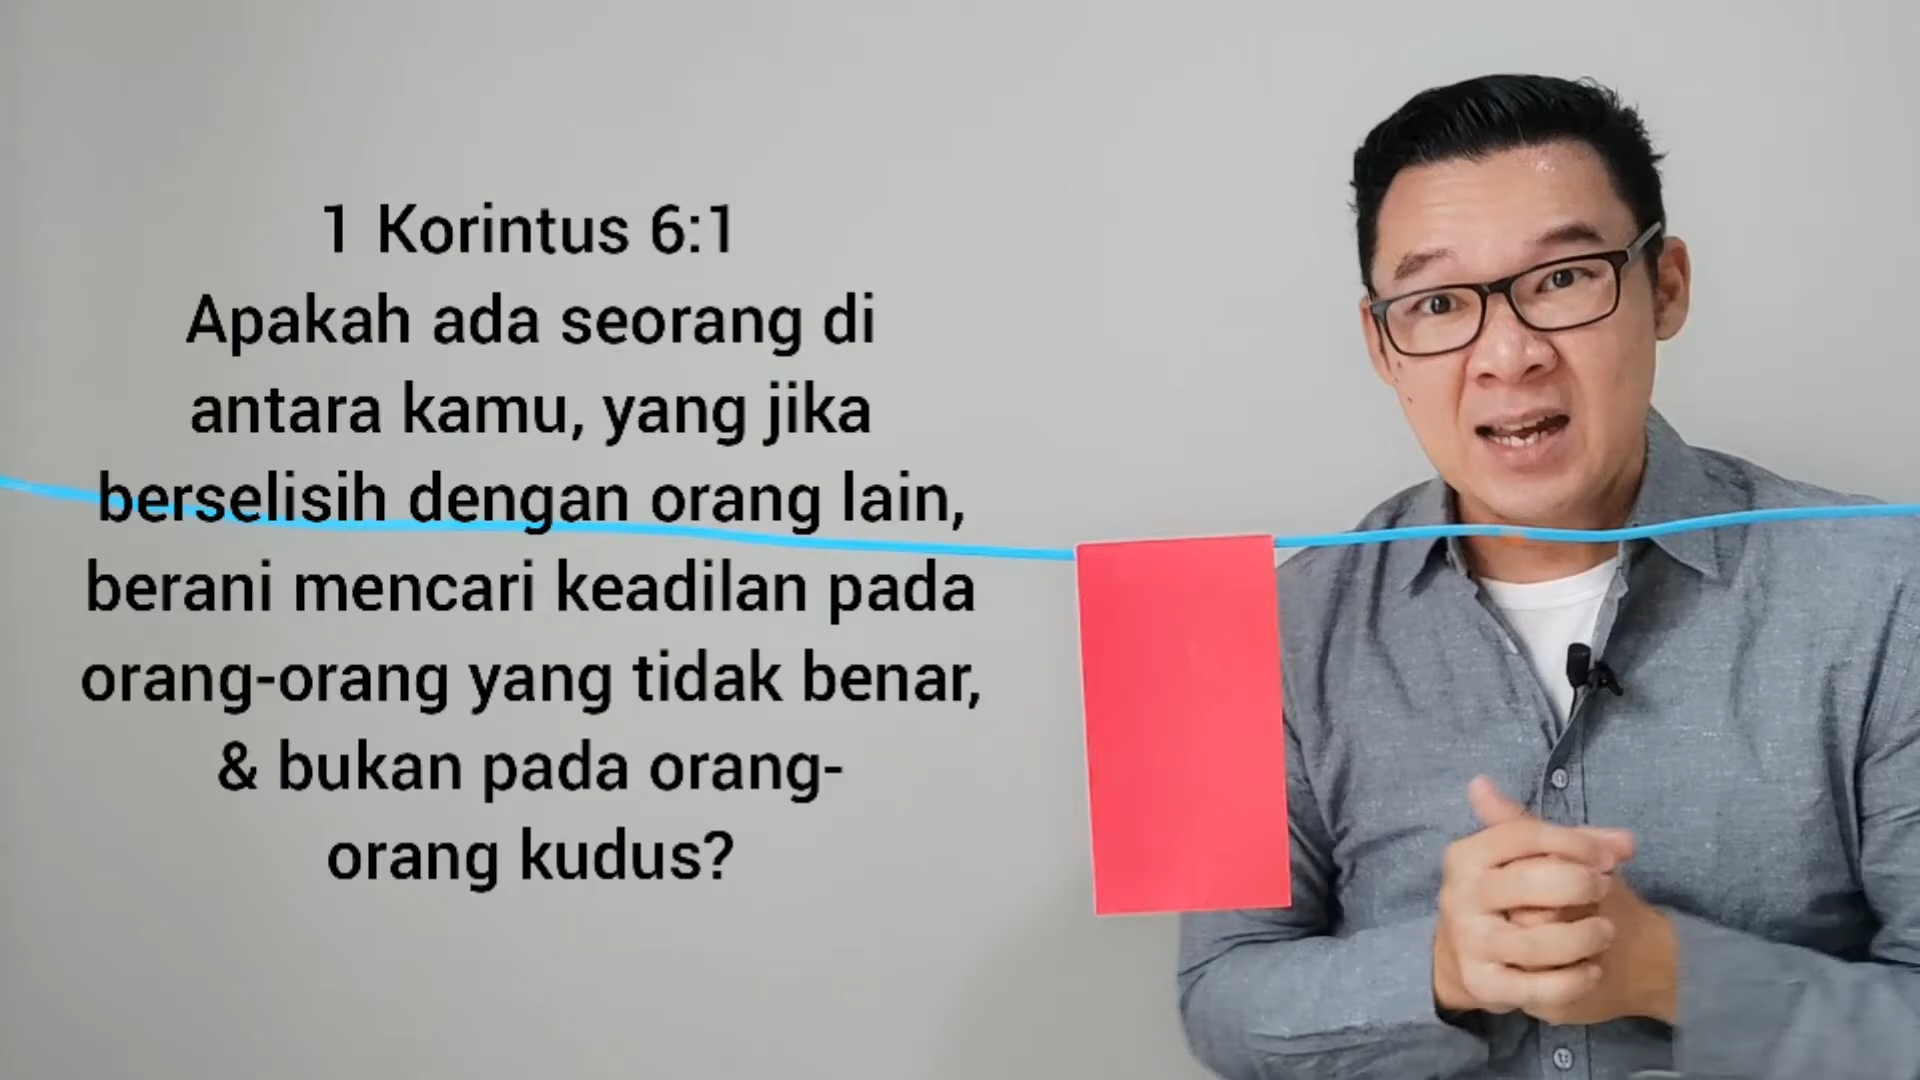 1 Korintus 6:1
Apakah ada seorang di
antara kamu, yang jika
berselisih dengan orang lain,
berani mencari keadilan pada
orang-orang yang tidak benar,
& bukan pada orang-
orang kudus?